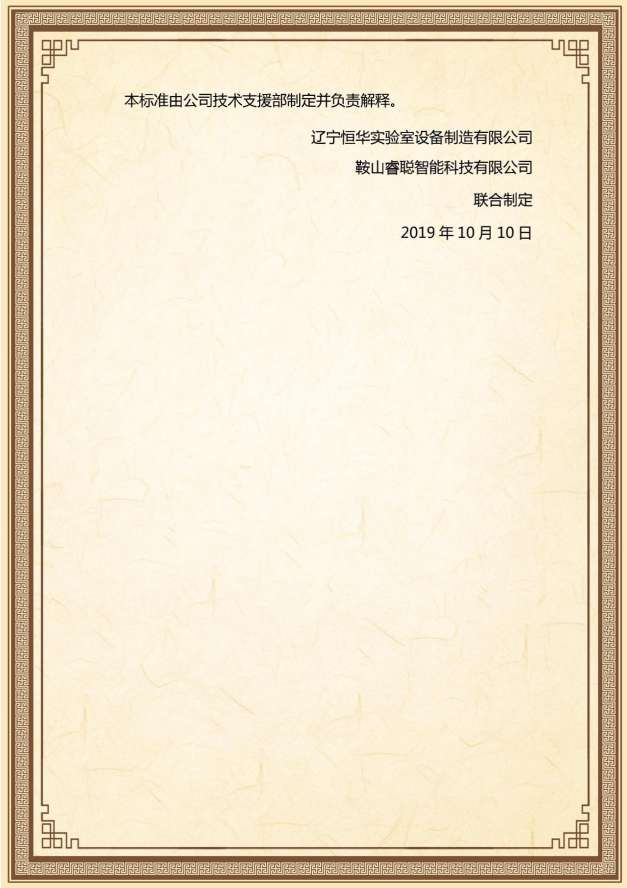 本标准由公司技术支援部制定并负责解释。
辽宁恒华实验室设备制造有限公司
鞍山睿聪智能科技有限公司
联合制定
2019 年 10 月 10 日